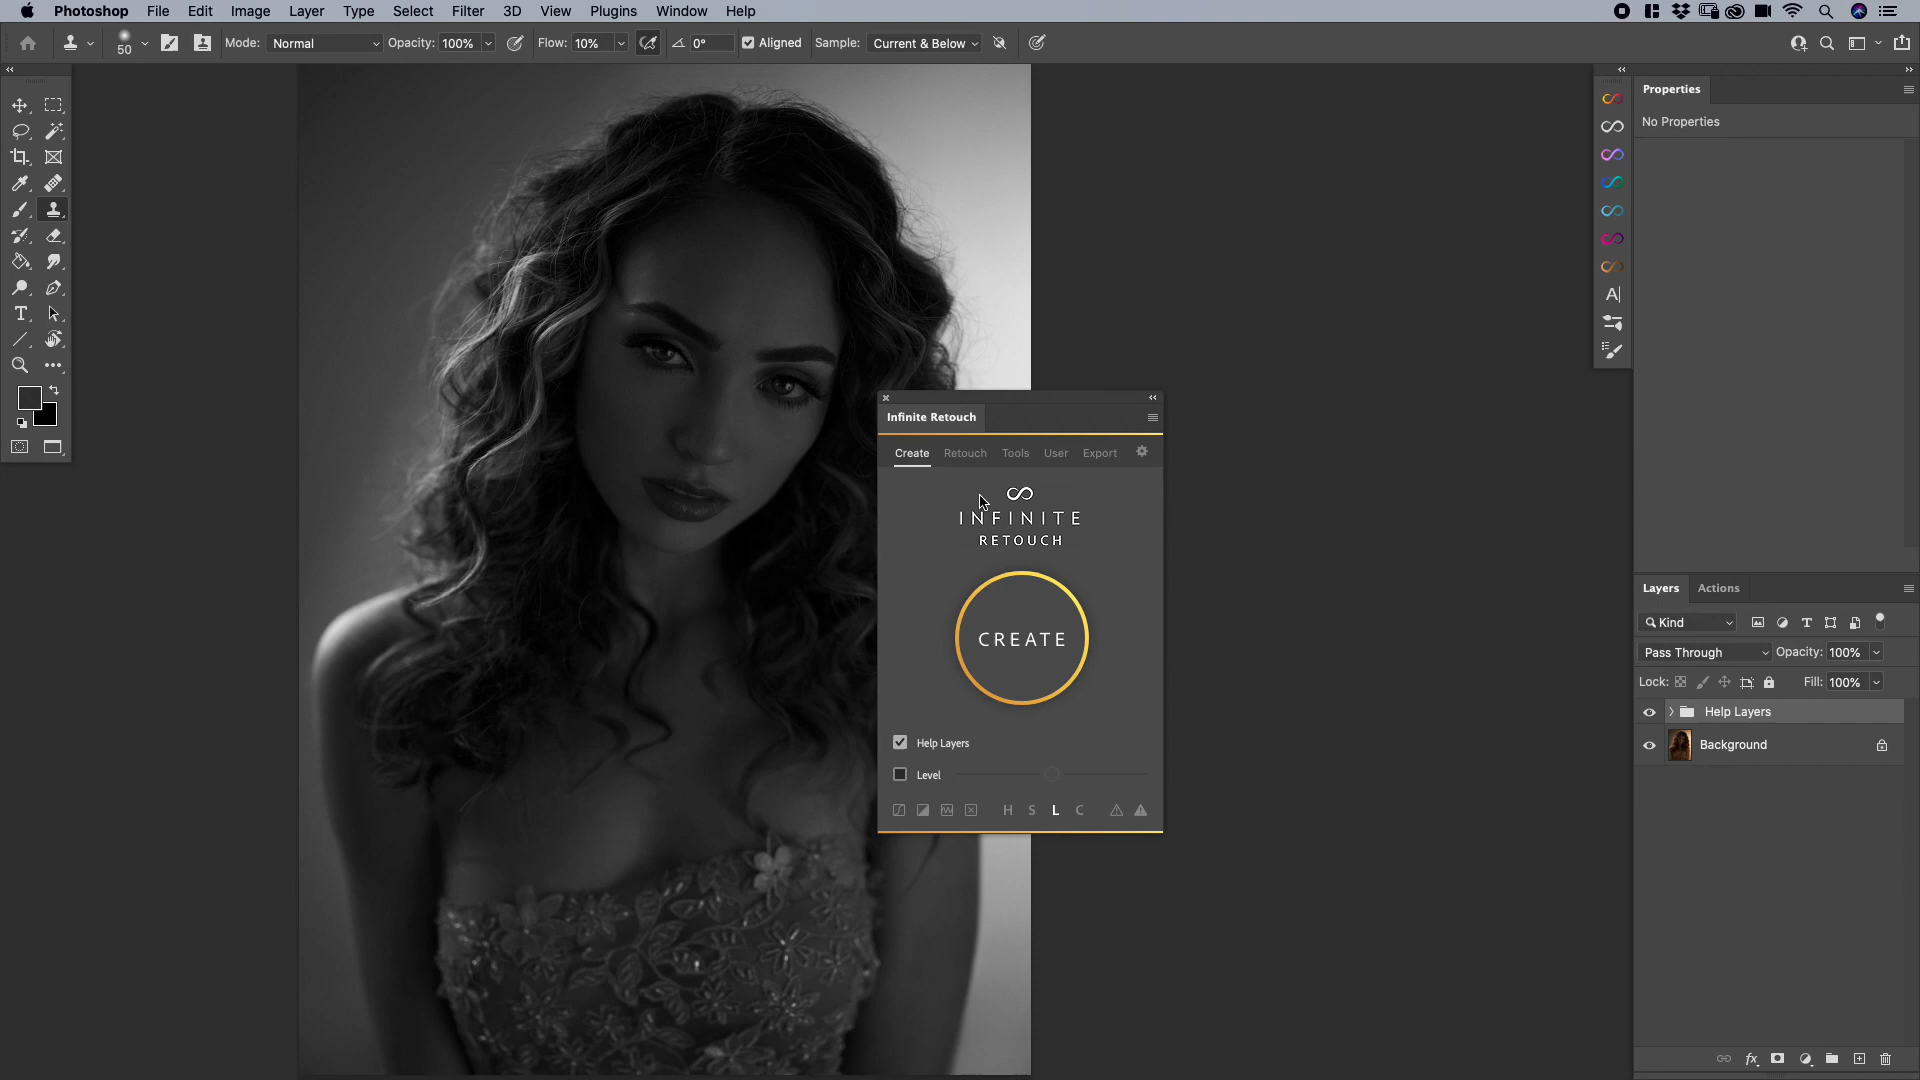 Photoshop File Edit Image Layer Type Select Filter 3D View Plugins Window Help
50 Mode: Normal Opacity: 100% Flow: 10% 0° Aligned Sample: Current & Below
Properties
No Properties
Infinite Retouch
Create Retouch Tools User Export
INFINITE
RETOUCH
CREATE
Help Layers
Level
H S L C
Layers Actions
Kind
Pass Through Opacity: 100%
Lock: Fill: 100%
Help Layers
Background